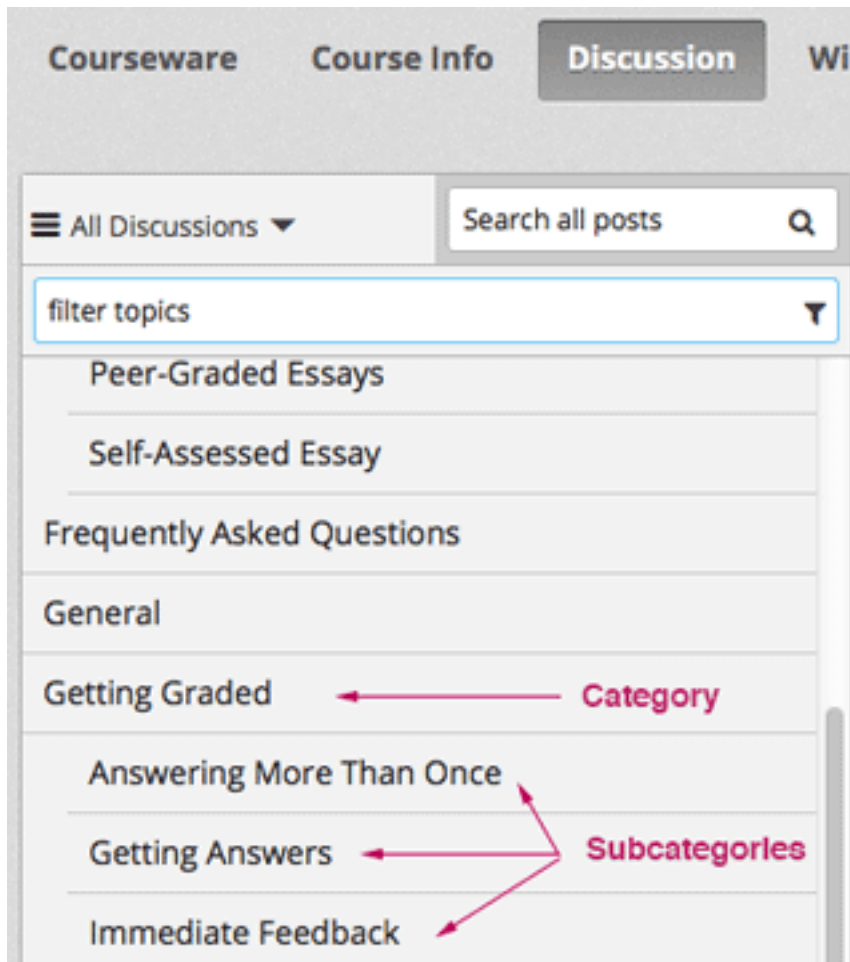 Courseware Course Info Discussion Wi
All Discussions Search all posts
filter topics
Peer-Graded Essays
Self-Assessed Essay
Frequently Asked Questions
General
Getting Graded Category
Answering More Than Once
Getting Answers Subcategories
Immediate Feedback